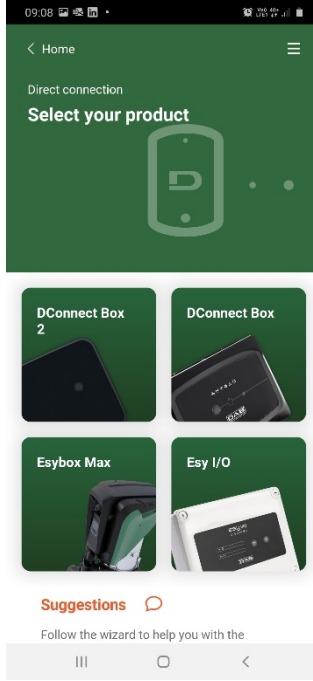 09:08
Home
Direct connection
Select your product
DConnect Box
2
DConnect Box
DAB
Esybox Max
Esy I/O
Suggestions
Follow the wizard to help you with the